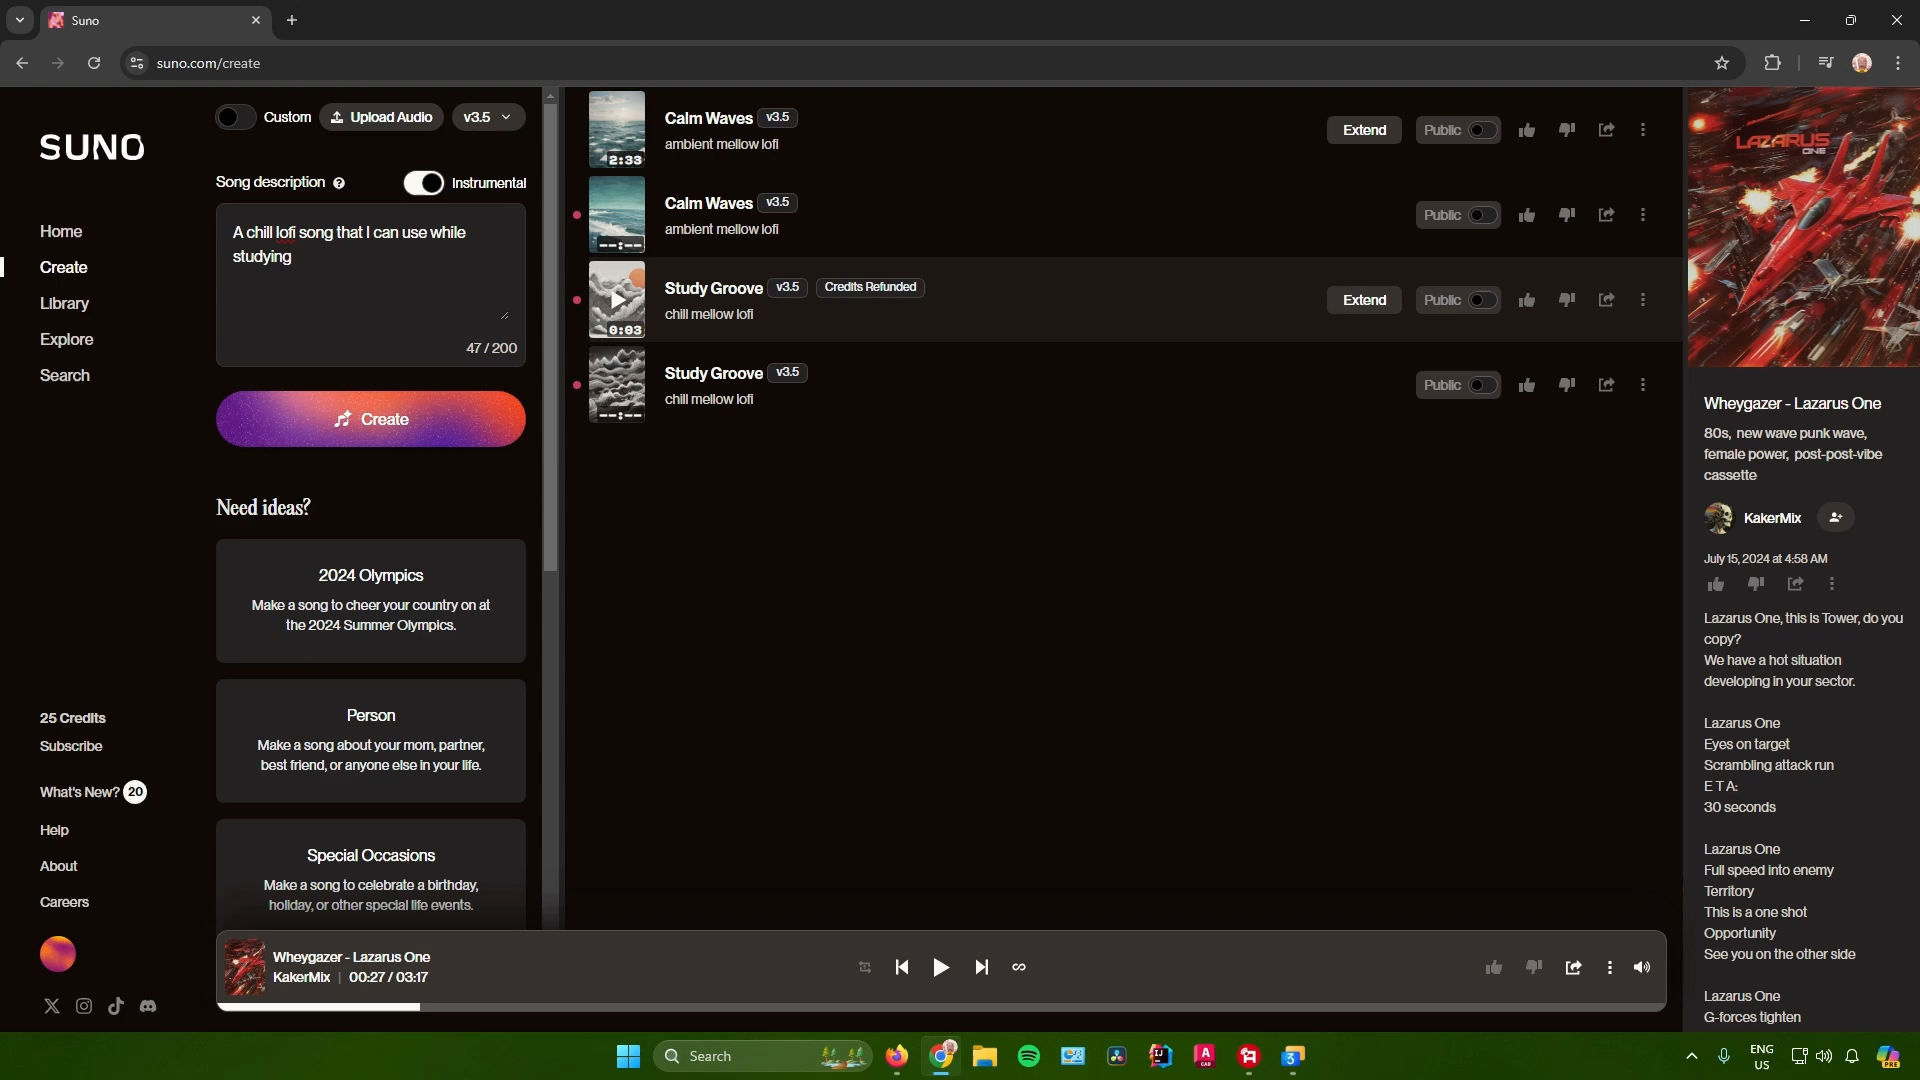 Suno
suno.com/create
SUNO
Home
Create
Library
Explore
Search
25 Credits
Subscribe
What's New? 20
Help
About
Careers
Custom
Upload Audio
v3.5
Song description
Instrumental
A chill lofi song that I can use while
studying
47 / 200
Create
Need ideas?
2024 Olympics
Make a song to cheer your country on at
the 2024 Summer Olympics.
Person
Make a song about your mom, partner,
best friend, or anyone else in your life.
Special Occasions
Make a song to celebrate a birthday,
holiday, or other special life events.
2:33
Calm Waves v3.5
ambient mellow lofi
Extend
Public
--:--
Calm Waves v3.5
ambient mellow lofi
Public
0:03
Study Groove v3.5 Credits Refunded
chill mellow lofi
Extend
Public
--:--
Study Groove v3.5
chill mellow lofi
Public
LAZARUS
ONE
Wheygazer - Lazarus One
80s, new wave punk wave,
female power, post-post-vibe
cassette
KakerMix
July 15, 2024 at 4:58 AM
Lazarus One, this is Tower, do you
copy?
We have a hot situation
developing in your sector.
Lazarus One
Eyes on target
Scrambling attack run
E T A:
30 seconds
Lazarus One
Full speed into enemy
Territory
This is a one shot
Opportunity
See you on the other side
Lazarus One
G-forces tighten
Wheygazer - Lazarus One
KakerMix | 00:27 / 03:17
Search
ENG
US